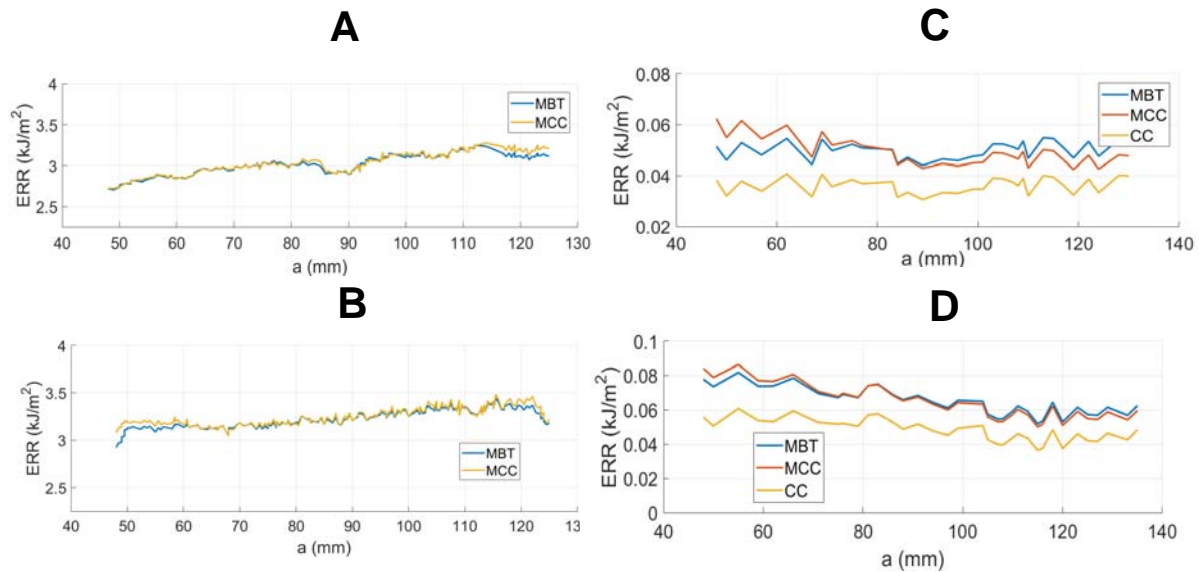 A
ERR (kJ/m²)
4
3.5
3
2.5
MBT
MCC
40 50 60 70 80 90 100 110 120 130
a (mm)
C
ERR (kJ/m²)
0.08
0.06
0.04
0.02
MBT
MCC
CC
40 60 80 100 120 140
a (mm)
B
ERR (kJ/m²)
4
3.5
3
2.5
MBT
MCC
40 50 60 70 80 90 100 110 120 13
a (mm)
D
ERR (kJ/m²)
0.1
0.08
0.06
0.04
0.02
0
MBT
MCC
CC
40 60 80 100 120 140
a (mm)